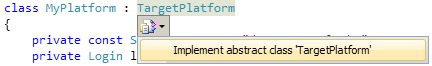 class MyPlatform : TargetPlatform
{
private const S
Implement abstract class 'TargetPlatform'
private Login l